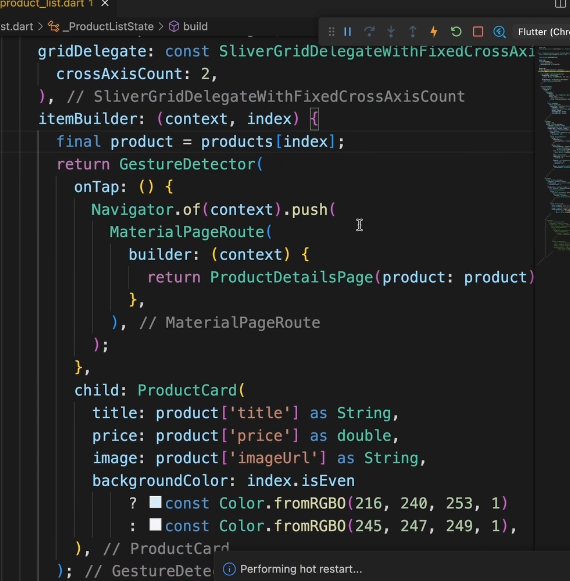 product_list.dart 1
st.dart > _ProductListState > build
Flutter (Chro
gridDelegate: const SliverGridDelegateWithFixedCrossAxi
crossAxisCount: 2,
), // SliverGridDelegateWithFixedCrossAxisCount
itemBuilder: (context, index) {
final product = products[index];
return GestureDetector(
onTap: () {
Navigator.of(context).push(
MaterialPageRoute(
builder: (context) {
return ProductDetailsPage(product: product)
},
), // MaterialPageRoute
);
},
child: ProductCard(
title: product['title'] as String,
price: product['price'] as double,
image: product['imageUrl'] as String,
backgroundColor: index.isEven
? const Color.fromRGBO(216, 240, 253, 1)
: const Color.fromRGBO(245, 247, 249, 1),
), // ProductCard
); // GestureDete
Performing hot restart...